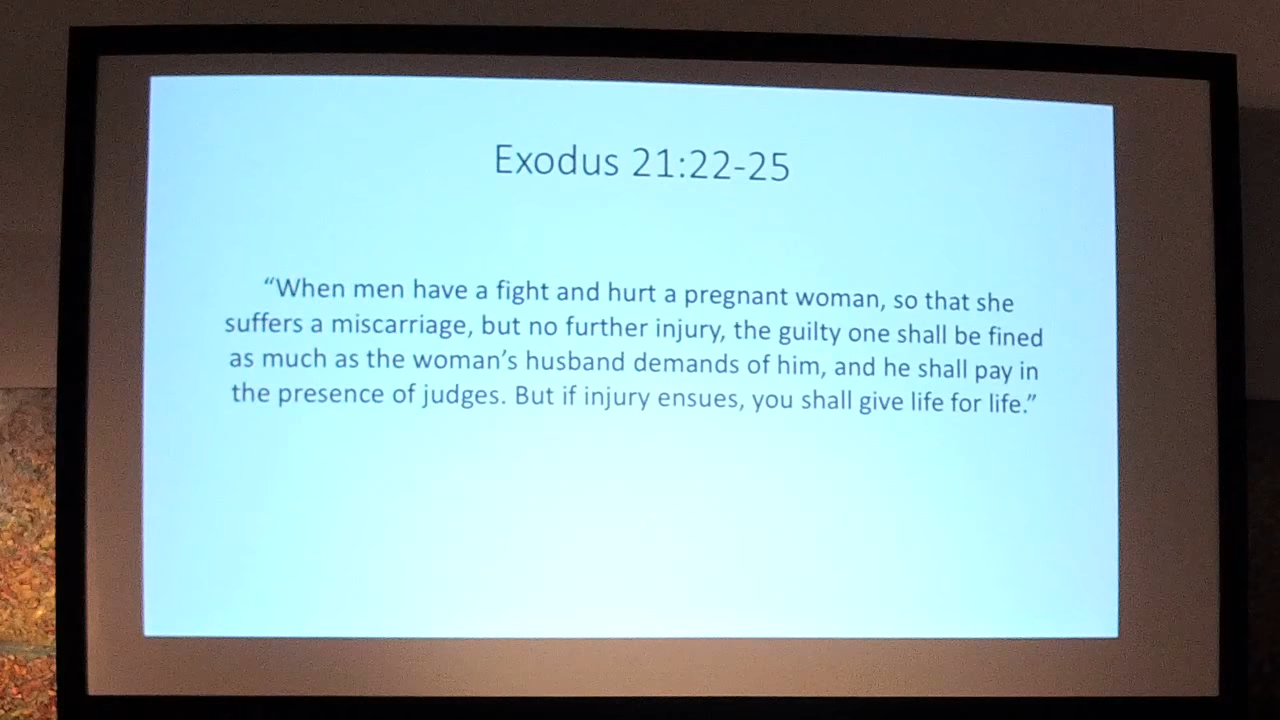 Exodus 21:22-25
“When men have a fight and hurt a pregnant woman, so that she
suffers a miscarriage, but no further injury, the guilty one shall be fined
as much as the woman’s husband demands of him, and he shall pay in
the presence of judges. But if injury ensues, you shall give life for life.”